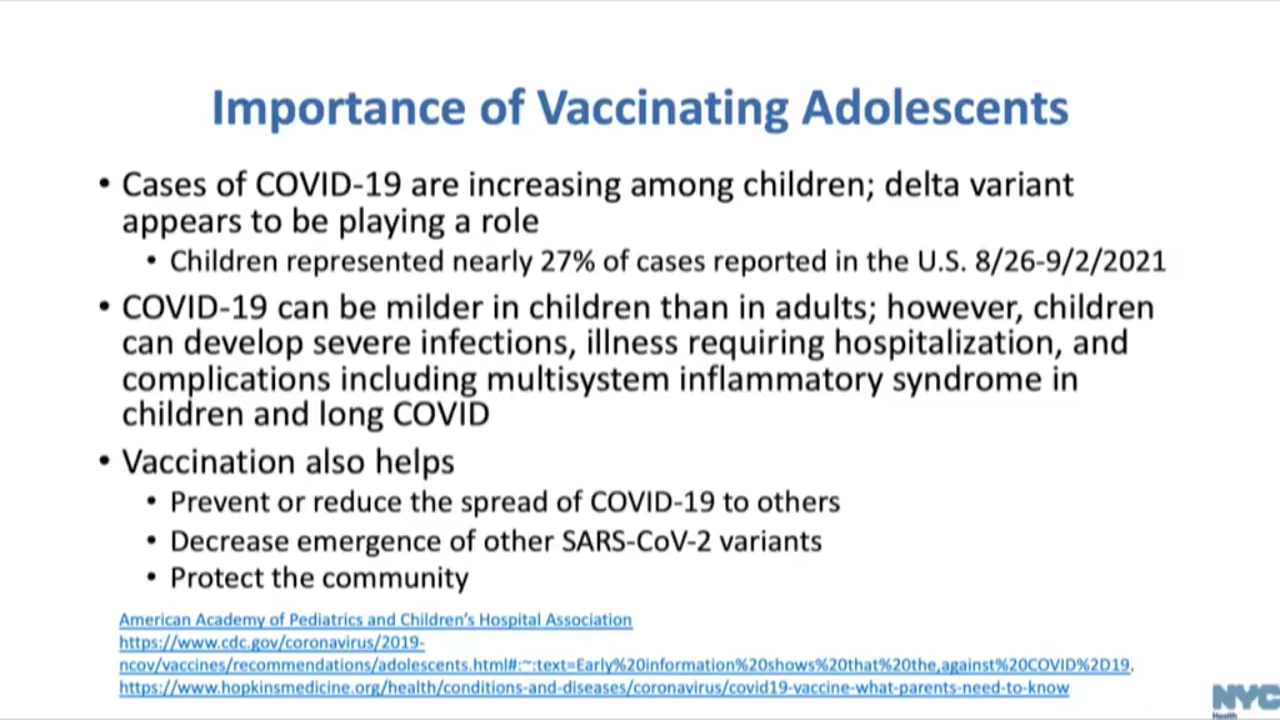 Importance of Vaccinating Adolescents
• Cases of COVID-19 are increasing among children; delta variant
appears to be playing a role
• Children represented nearly 27% of cases reported in the U.S. 8/26-9/2/2021
• COVID-19 can be milder in children than in adults; however, children
can develop severe infections, illness requiring hospitalization, and
complications including multisystem inflammatory syndrome in
children and long COVID
• Vaccination also helps
• Prevent or reduce the spread of COVID-19 to others
• Decrease emergence of other SARS-CoV-2 variants
• Protect the community
American Academy of Pediatrics and Children's Hospital Association
https://www.cdc.gov/coronavirus/2019-
ncov/vaccines/recommendations/adolescents.html#:~:text=Early%20information%20shows%20that%20the,against%20COVID%2D19.
https://www.hopkinsmedicine.org/health/conditions-and-diseases/coronavirus/covid19-vaccine-what-parents-need-to-know
NYC
Health